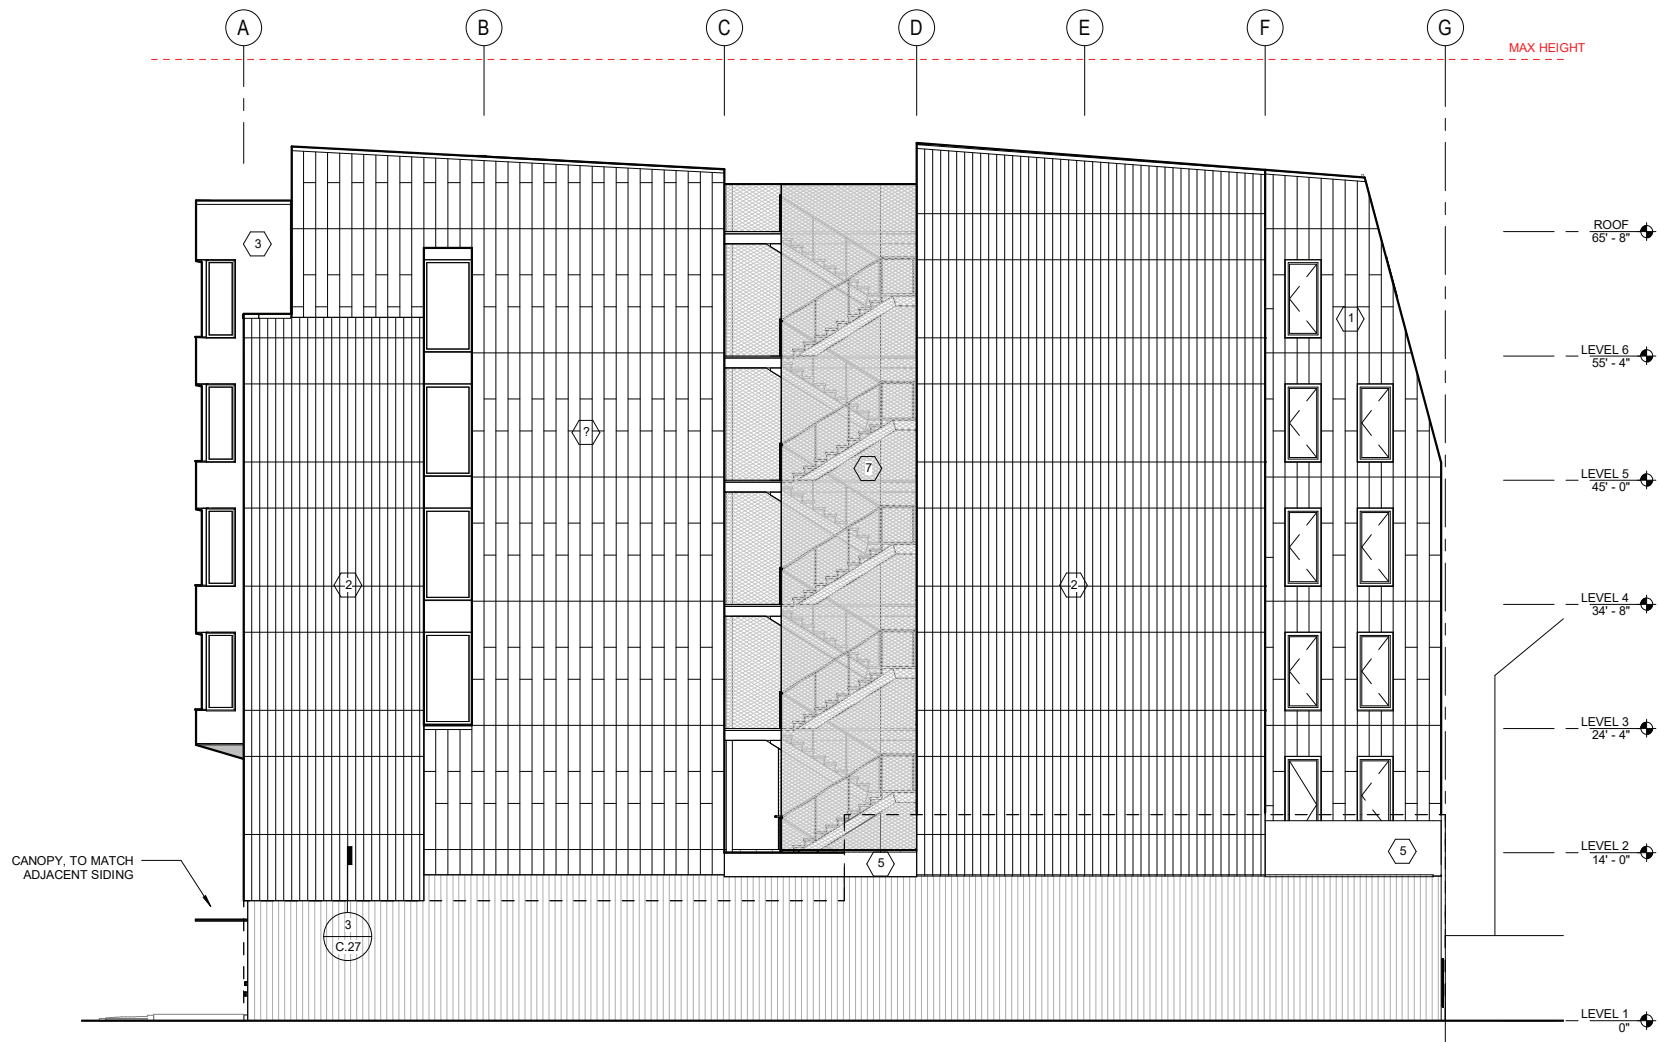 A B C D E F G
MAX HEIGHT
3
ROOF
65' - 8"
1
LEVEL 6
55' - 4"
?
7
LEVEL 5
45' - 0"
2
2
LEVEL 4
34' - 8"
LEVEL 3
24' - 4"
CANOPY, TO MATCH
ADJACENT SIDING
5
5
LEVEL 2
14' - 0"
3
C.27
LEVEL 1
0"